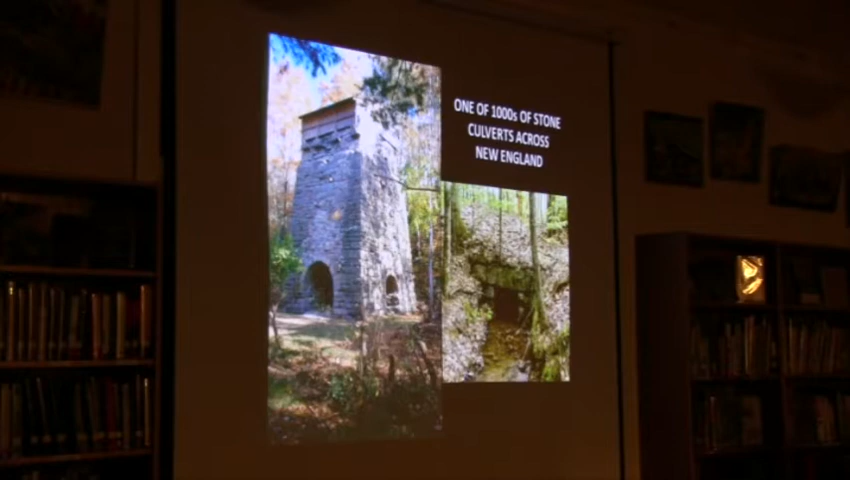 ONE OF 1000s OF STONE
CULVERTS ACROSS
NEW ENGLAND